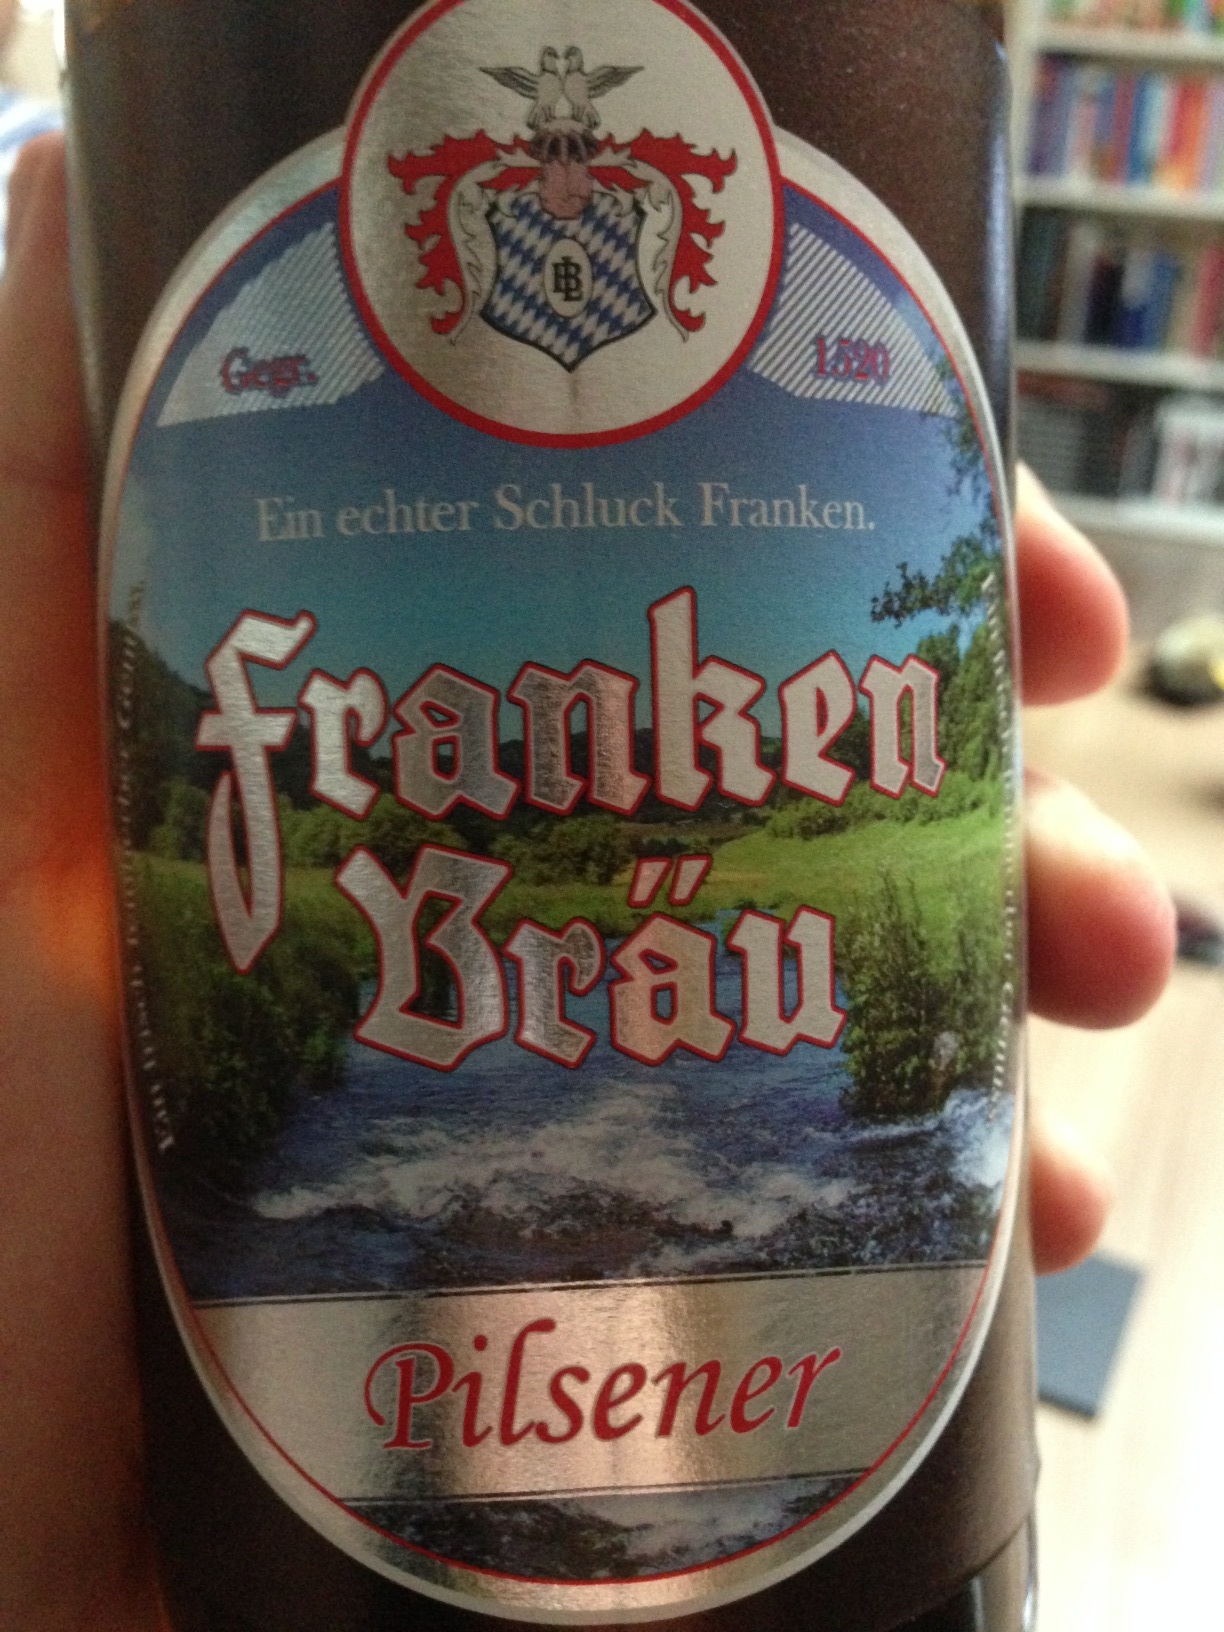 Gegr. 1520
Ein echter Schluck Franken.
Franken
Bräu
Pilsener